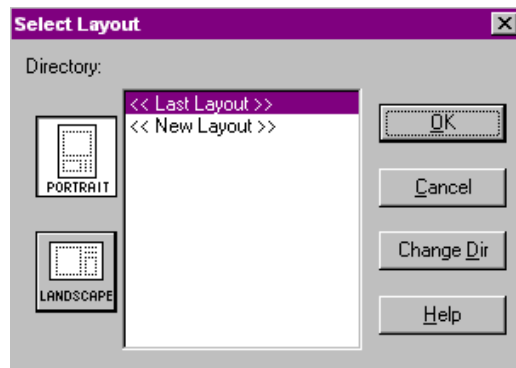 Select Layout
Directory:
<< Last Layout >>
<< New Layout >>
PORTRAIT
LANDSCAPE
OK
Cancel
Change Dir
Help